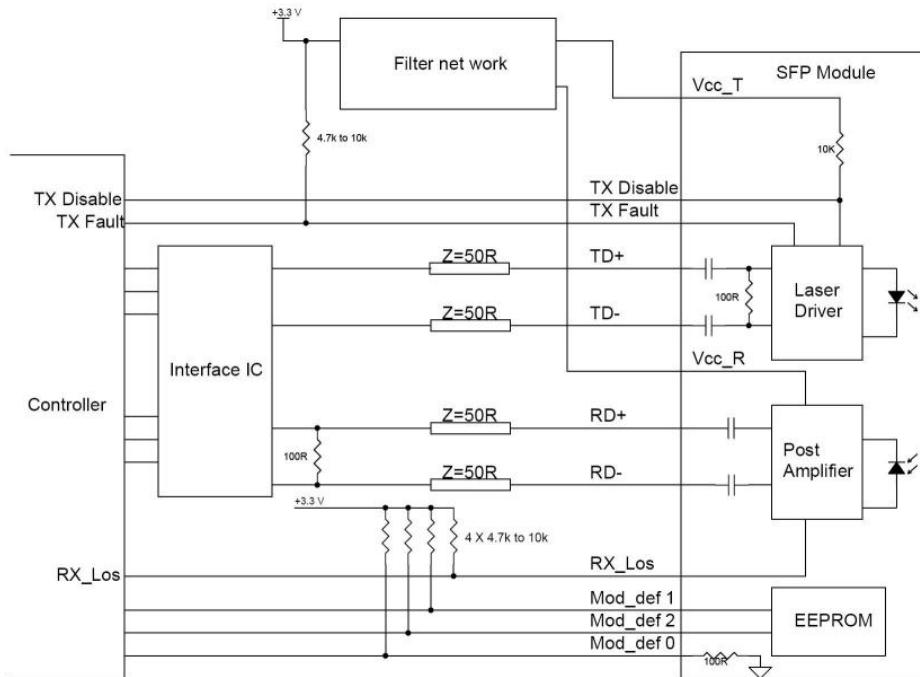 +3.3 V
Filter net work
SFP Module
Vcc_T
4.7k to 10k
10K
TX Disable
TX Disable
TX Fault
TX Fault
Z=50R
TD+
100R
Laser
Driver
Z=50R
TD-
Interface IC
Vcc_R
Controller
Z=50R
RD+
100R
Post
Amplifier
Z=50R
RD-
+3.3 V
4 X 4.7k to 10k
RX_Los
RX_Los
Mod_def 1
EEPROM
Mod_def 2
Mod_def 0
100R